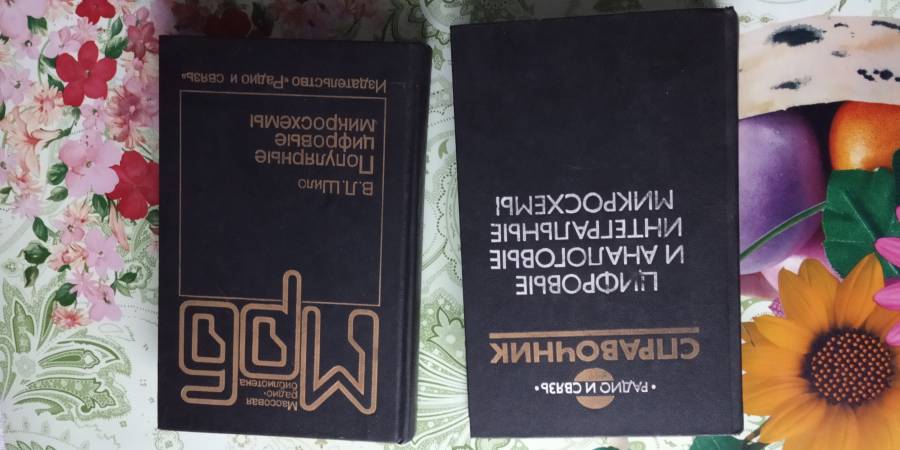 Массовая
радио-
библиотека
Мрб
В.Л.Шило
Популярные
цифровые
микросхемы
Издательство «Радио и связь»
• РАДИО И СВЯЗЬ •
СПРАВОЧНИК
ЦИФРОВЫЕ
И АНАЛОГОВЫЕ
ИНТЕГРАЛЬНЫЕ
МИКРОСХЕМЫ